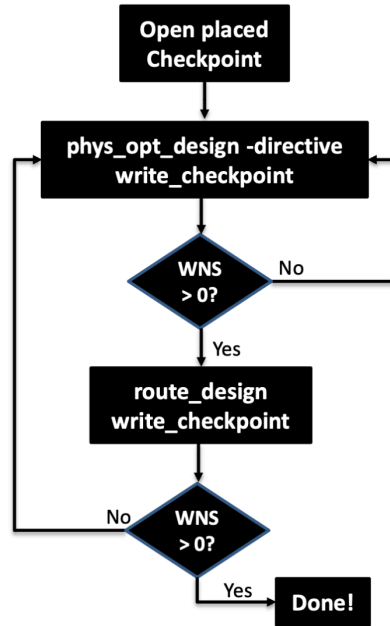 Open placed
Checkpoint
phys_opt_design -directive
write_checkpoint
WNS
> 0?
No
Yes
route_design
write_checkpoint
No
WNS
> 0?
Yes
Done!